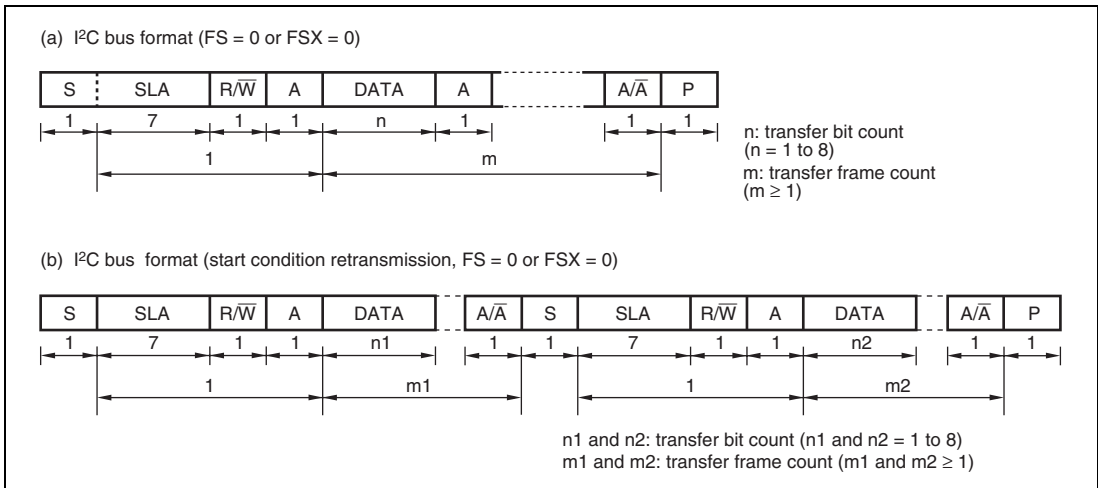 (a) I²C bus format (FS = 0 or FSX = 0)
S SLA R/W̅ A DATA A A/A̅ P
1 7 1 1 n 1 1 1
1 m
n: transfer bit count
(n = 1 to 8)
m: transfer frame count
(m ≥ 1)
(b) I²C bus format (start condition retransmission, FS = 0 or FSX = 0)
S SLA R/W̅ A DATA A/A̅ S SLA R/W̅ A DATA A/A̅ P
1 7 1 1 n1 1 1 7 1 1 n2 1 1
1 m1 1 m2
n1 and n2: transfer bit count (n1 and n2 = 1 to 8)
m1 and m2: transfer frame count (m1 and m2 ≥ 1)